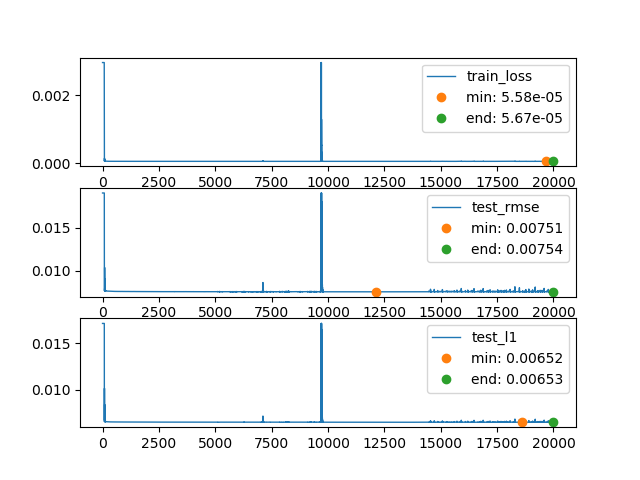 train_loss
min: 5.58e-05
end: 5.67e-05
0.002
0.000
0 2500 5000 7500 10000 12500 15000 17500 20000
test_rmse
min: 0.00751
end: 0.00754
0.015
0.010
0 2500 5000 7500 10000 12500 15000 17500 20000
test_l1
min: 0.00652
end: 0.00653
0.015
0.010
0 2500 5000 7500 10000 12500 15000 17500 20000